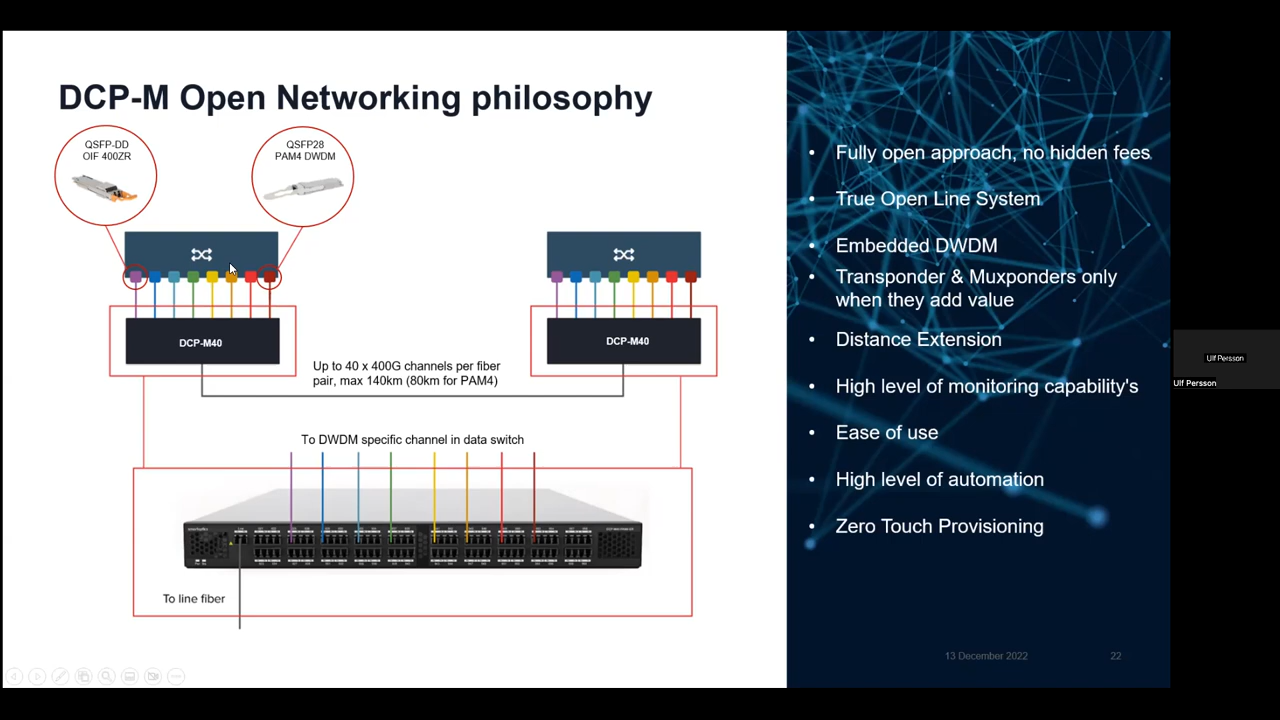 DCP-M Open Networking philosophy
QSFP-DD
OIF 400ZR
QSFP28
PAM4 DWDM
DCP-M40
DCP-M40
Up to 40 x 400G channels per fiber
pair, max 140km (80km for PAM4)
To DWDM specific channel in data switch
To line fiber
• Fully open approach, no hidden fees
• True Open Line System
• Embedded DWDM
• Transponder & Muxponders only
when they add value
• Distance Extension
• High level of monitoring capability's
• Ease of use
• High level of automation
• Zero Touch Provisioning
13 December 2022
22
Ulf Persson
Ulf Persson